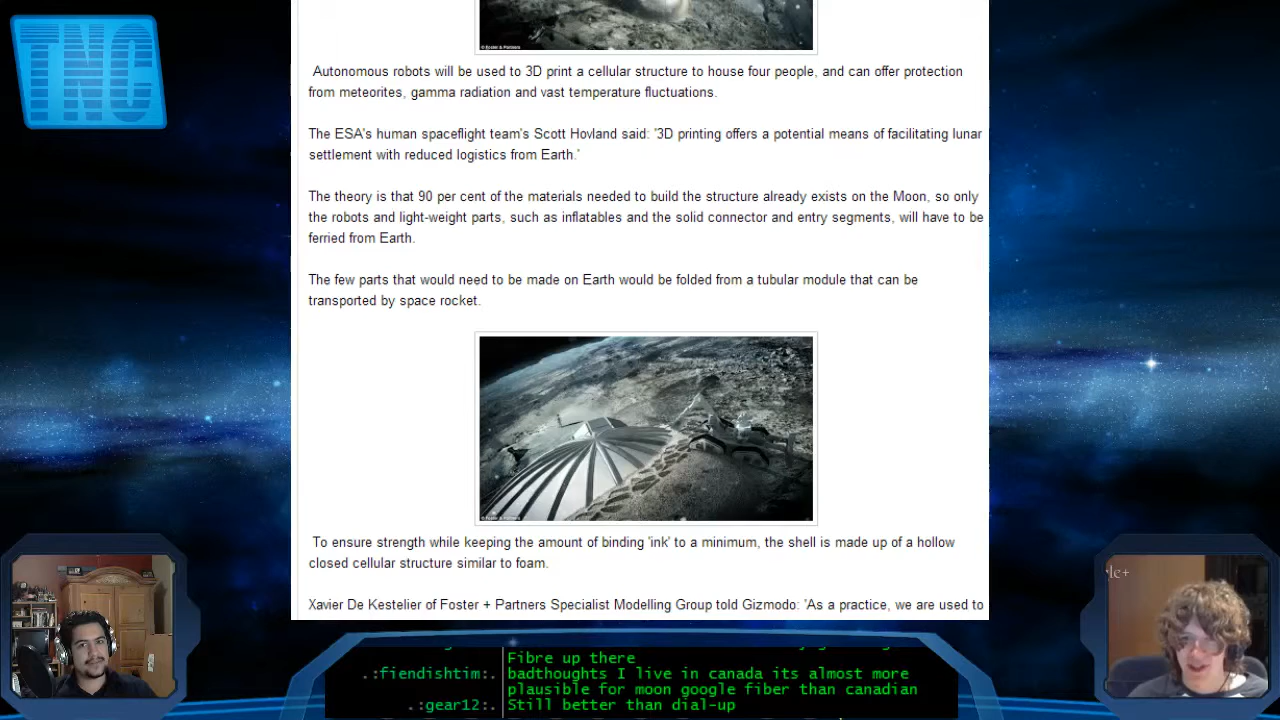 TNC
© Foster & Partners
Autonomous robots will be used to 3D print a cellular structure to house four people, and can offer protection
from meteorites, gamma radiation and vast temperature fluctuations.
The ESA's human spaceflight team's Scott Hovland said: '3D printing offers a potential means of facilitating lunar
settlement with reduced logistics from Earth.'
The theory is that 90 per cent of the materials needed to build the structure already exists on the Moon, so only
the robots and light-weight parts, such as inflatables and the solid connector and entry segments, will have to be
ferried from Earth.
The few parts that would need to be made on Earth would be folded from a tubular module that can be
transported by space rocket.
© Foster & Partners
To ensure strength while keeping the amount of binding 'ink' to a minimum, the shell is made up of a hollow
closed cellular structure similar to foam.
Xavier De Kestelier of Foster + Partners Specialist Modelling Group told Gizmodo: 'As a practice, we are used to
le+
Fibre up there
.:fiendishtim:. badthoughts I live in canada its almost more
plausible for moon google fiber than canadian
.:gear12:. Still better than dial-up